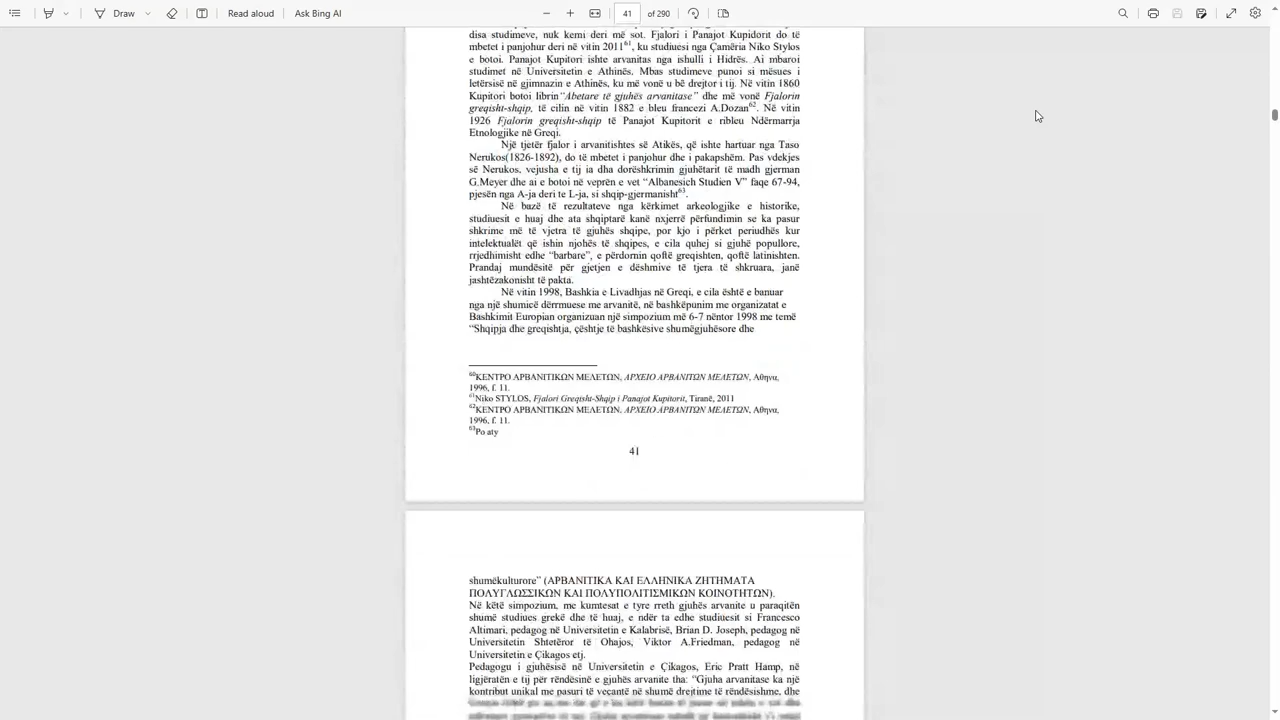 Draw
Read aloud
Ask Bing AI
41
of 290
disa studimeve, nuk kemi deri më sot. Fjalori i Panajot Kupidorit do të
mbetet i panjohur deri në vitin 2011⁶¹, ku studiuesi nga Çamëria Niko Stylos
e botoi. Panajot Kupitori ishte arvanitas nga ishulli i Hidrës. Ai mbaroi
studimet në Universitetin e Athinës. Mbas studimeve punoi si mësues i
letërsisë në gjimnazin e Athinës, ku më vonë u bë drejtor i tij. Në vitin 1860
Kupitori botoi librin "Abetare të gjuhës arvanitase" dhe më vonë Fjalorin
greqisht-shqip, të cilin në vitin 1882 e bleu francezi A.Dozan⁶². Në vitin
1926 Fjalorin greqisht-shqip të Panajot Kupitorit e ribleu Ndërmarrja
Etnologjike në Greqi.
Një tjetër fjalor i arvanitishtes së Atikës, që ishte hartuar nga Taso
Nerukos(1826-1892), do të mbetet i panjohur dhe i pakapshëm. Pas vdekjes
së Nerukos, vejusha e tij ia dha dorëshkrimin gjuhëtarit të madh gjerman
G.Meyer dhe ai e botoi në veprën e vet "Albanesich Studien V" faqe 67-94,
pjesën nga A-ja deri te L-ja, si shqip-gjermanisht⁶³.
Në bazë të rezultateve nga kërkimet arkeologjike e historike,
studiuesit e huaj dhe ata shqiptarë kanë nxjerrë përfundimin se ka pasur
shkrime më të vjetra të gjuhës shqipe, por kjo i përket periudhës kur
intelektualët që ishin njohës të shqipes, e cila quhej si gjuhë popullore,
rrjedhimisht edhe "barbare", e përdornin qoftë greqishten, qoftë latinishten.
Prandaj mundësitë për gjetjen e dëshmive të tjera të shkruara, janë
jashtëzakonisht të pakta.
Në vitin 1998, Bashkia e Livadhjas në Greqi, e cila është e banuar
nga një shumicë dërrmuese me arvanitë, në bashkëpunim me organizatat e
Bashkimit Europian organizuan një simpozium më 6-7 nëntor 1998 me temë
"Shqipja dhe greqishtja, çështje të bashkësive shumëgjuhësore dhe
⁶⁰ΚΕΝΤΡΟ ΑΡΒΑΝΙΤΙΚΩΝ ΜΕΛΕΤΩΝ, ΑΡΧΕΙΟ ΑΡΒΑΝΙΤΩΝ ΜΕΛΕΤΩΝ, Αθηνα,
1996, f. 11.
⁶¹Niko STYLOS, Fjalori Greqisht-Shqip i Panajot Kupitorit, Tiranë, 2011
⁶²ΚΕΝΤΡΟ ΑΡΒΑΝΙΤΙΚΩΝ ΜΕΛΕΤΩΝ, ΑΡΧΕΙΟ ΑΡΒΑΝΙΤΩΝ ΜΕΛΕΤΩΝ, Αθηνα,
1996, f. 11.
⁶³Po aty
41
shumëkulturore" (ΑΡΒΑΝΙΤΙΚΑ ΚΑΙ ΕΛΛΗΝΙΚΑ ΖΗΤΗΜΑΤΑ
ΠΟΛΥΓΛΩΣΣΙΚΩΝ ΚΑΙ ΠΟΛΥΠΟΛΙΤΙΣΜΙΚΩΝ ΚΟΙΝΟΤΗΤΩΝ).
Në këtë simpozium, me kumtesat e tyre rreth gjuhës arvanite u paraqitën
shumë studiues grekë dhe të huaj, e ndër ta edhe studiuesit si Francesco
Altimari, pedagog në Universitetin e Kalabrisë, Brian D. Joseph, pedagog në
Universitetin Shtetëror të Ohajos, Viktor A.Friedman, pedagog në
Universitetin e Çikagos etj.
Pedagogu i gjuhësisë në Universitetin e Çikagos, Eric Pratt Hamp, në
ligjëratën e tij për rëndësinë e gjuhës arvanite tha: "Gjuha arvanitase ka një
kontribut unikal me pasuri të veçantë në shumë drejtime të rëndësishme, dhe